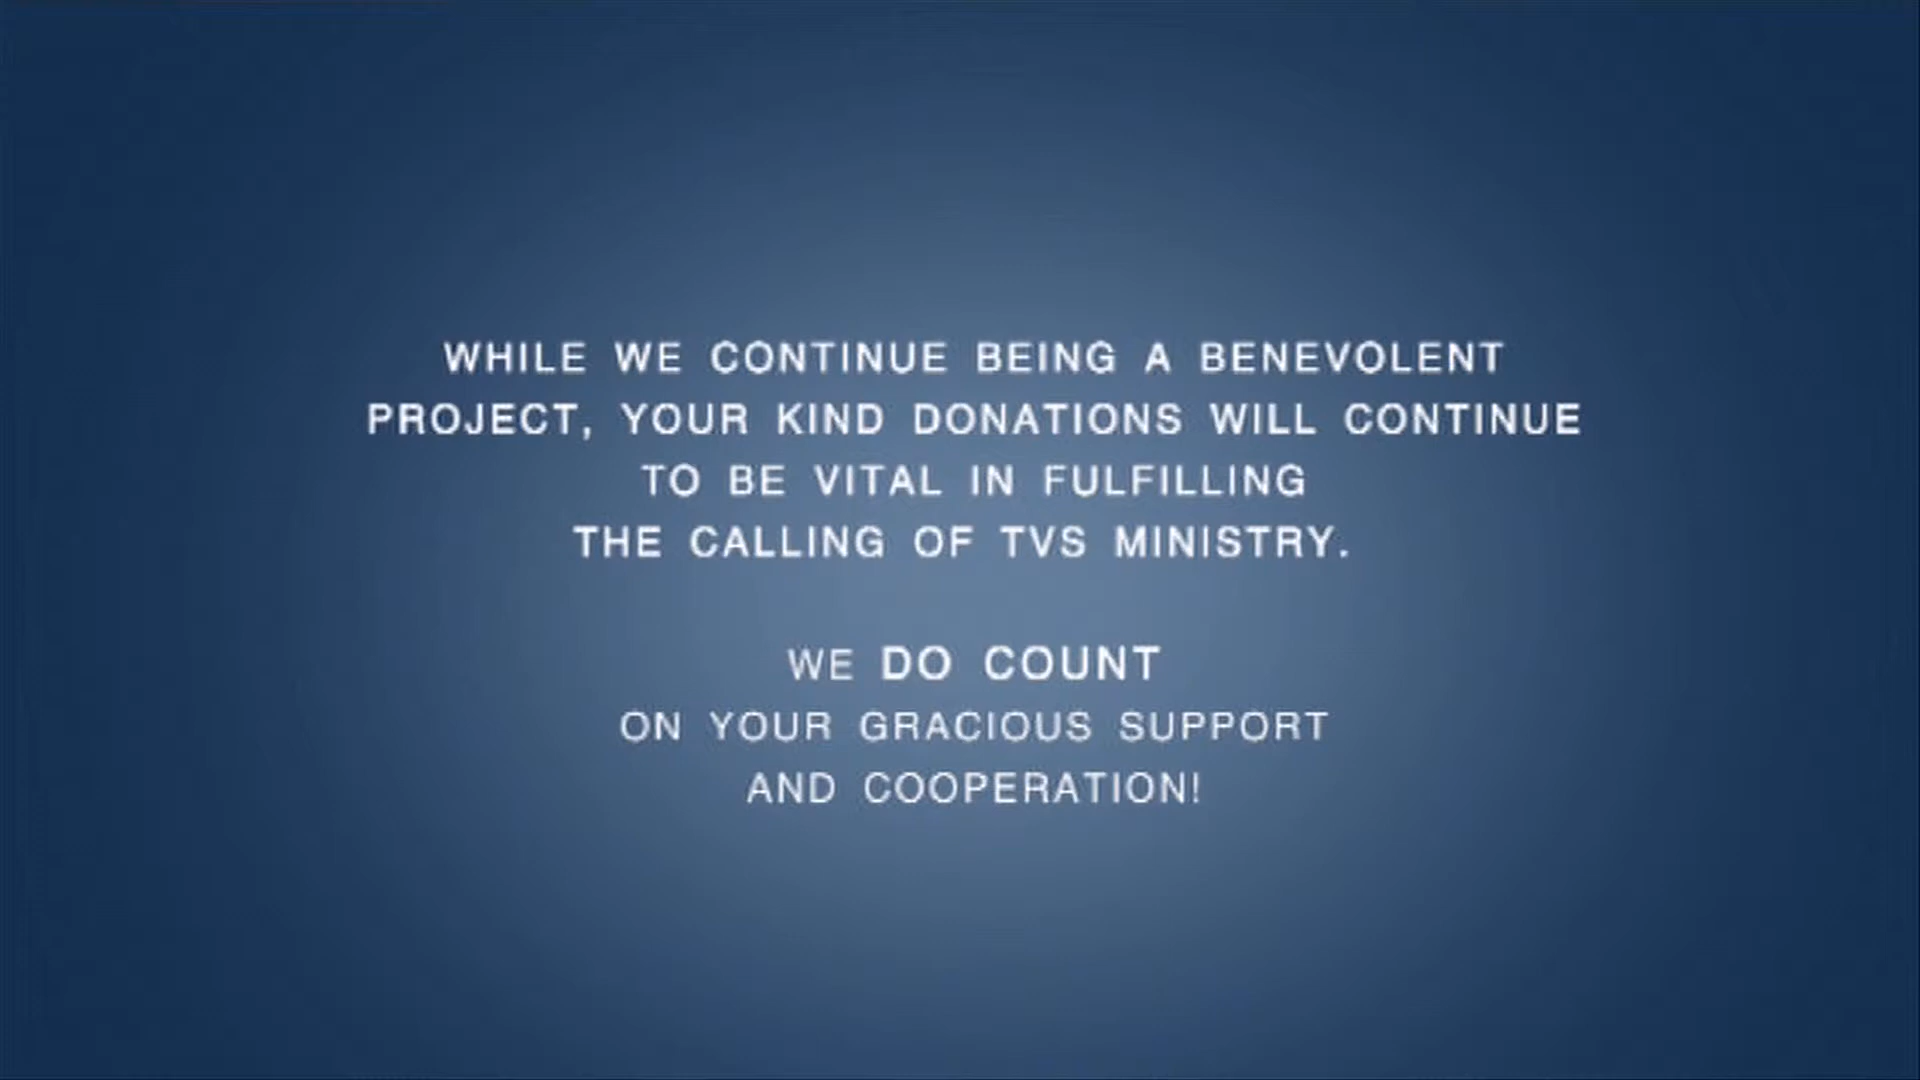 WHILE WE CONTINUE BEING A BENEVOLENT
PROJECT, YOUR KIND DONATIONS WILL CONTINUE
TO BE VITAL IN FULFILLING
THE CALLING OF TVS MINISTRY.
WE DO COUNT
ON YOUR GRACIOUS SUPPORT
AND COOPERATION!